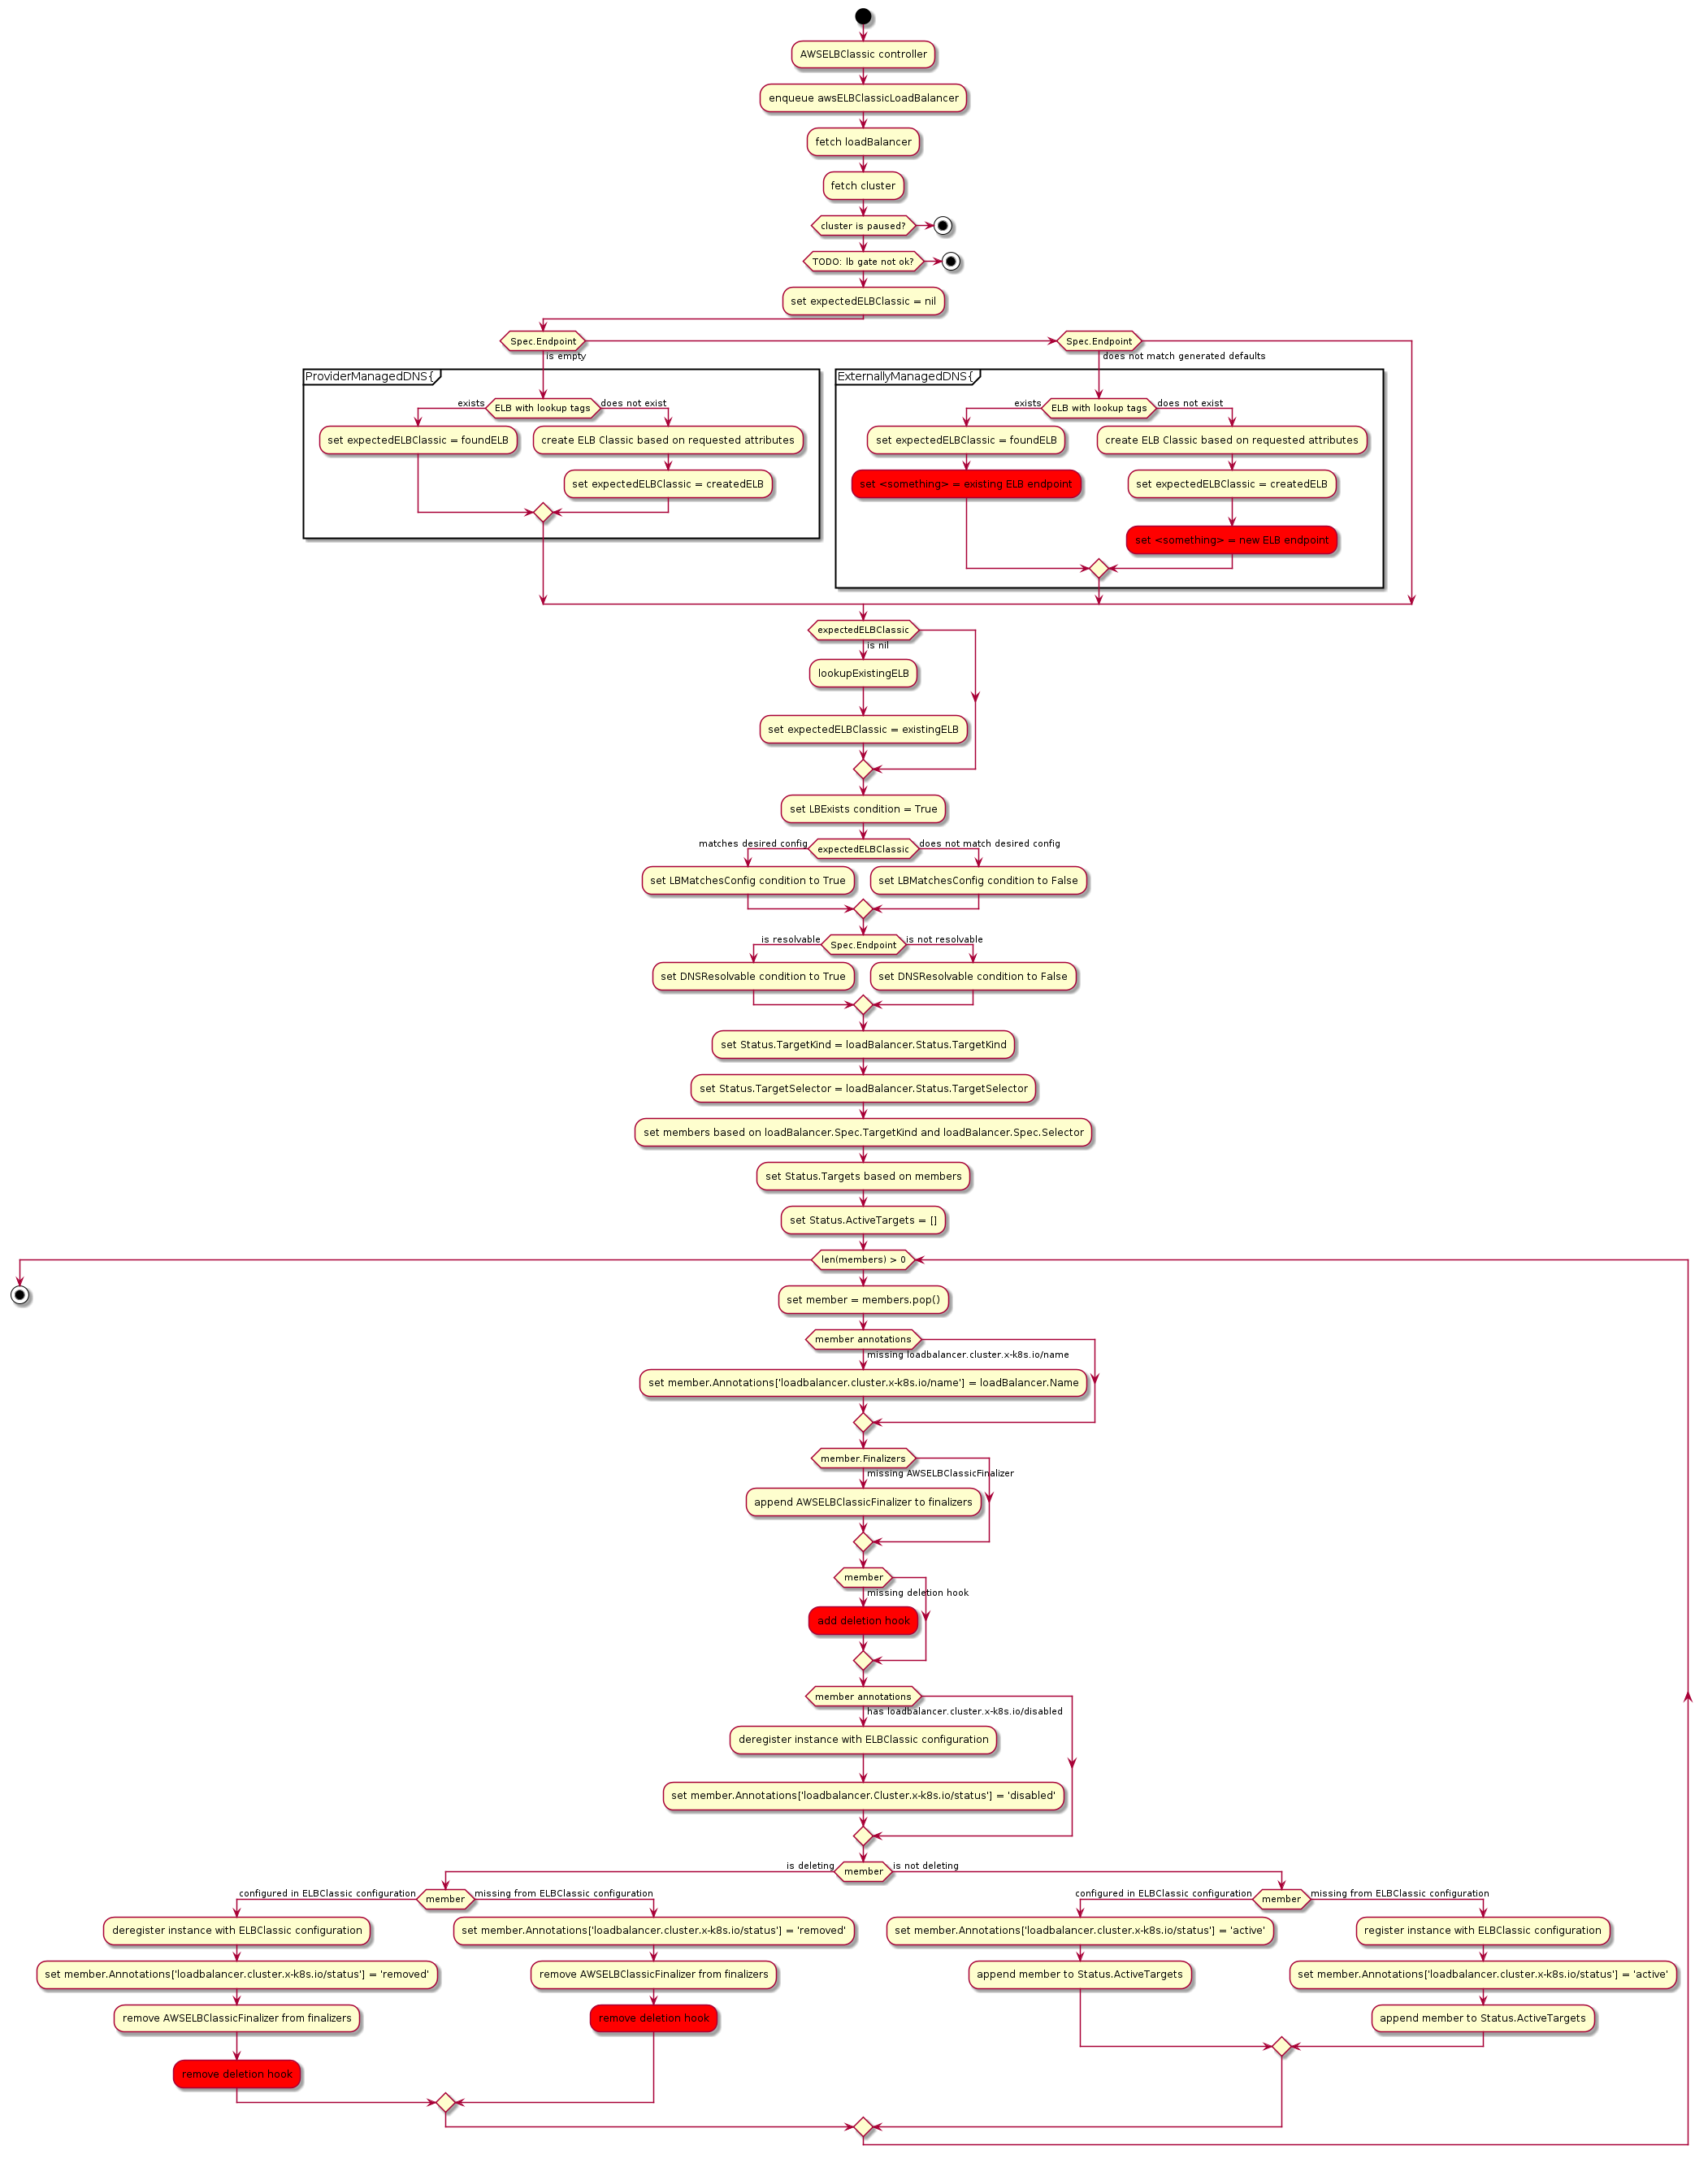 AWSELBClassic controller
enqueue awsELBClassicLoadBalancer
fetch loadBalancer
fetch cluster
cluster is paused?
TODO: lb gate not ok?
set expectedELBClassic = nil
Spec.Endpoint
is empty
Spec.Endpoint
does not match generated defaults
ProviderManagedDNS{
exists
ELB with lookup tags
does not exist
set expectedELBClassic = foundELB
create ELB Classic based on requested attributes
set expectedELBClassic = createdELB
ExternallyManagedDNS{
exists
ELB with lookup tags
does not exist
set expectedELBClassic = foundELB
create ELB Classic based on requested attributes
set <something> = existing ELB endpoint
set expectedELBClassic = createdELB
set <something> = new ELB endpoint
expectedELBClassic
is nil
lookupExistingELB
set expectedELBClassic = existingELB
set LBExists condition = True
matches desired config
expectedELBClassic
does not match desired config
set LBMatchesConfig condition to True
set LBMatchesConfig condition to False
is resolvable
Spec.Endpoint
is not resolvable
set DNSResolvable condition to True
set DNSResolvable condition to False
set Status.TargetKind = loadBalancer.Status.TargetKind
set Status.TargetSelector = loadBalancer.Status.TargetSelector
set members based on loadBalancer.Spec.TargetKind and loadBalancer.Spec.Selector
set Status.Targets based on members
set Status.ActiveTargets = []
len(members) > 0
set member = members.pop()
member annotations
missing loadbalancer.cluster.x-k8s.io/name
set member.Annotations['loadbalancer.cluster.x-k8s.io/name'] = loadBalancer.Name
member.Finalizers
missing AWSELBClassicFinalizer
append AWSELBClassicFinalizer to finalizers
member
missing deletion hook
add deletion hook
member annotations
has loadbalancer.cluster.x-k8s.io/disabled
deregister instance with ELBClassic configuration
set member.Annotations['loadbalancer.Cluster.x-k8s.io/status'] = 'disabled'
is deleting
member
is not deleting
configured in ELBClassic configuration
member
missing from ELBClassic configuration
deregister instance with ELBClassic configuration
set member.Annotations['loadbalancer.cluster.x-k8s.io/status'] = 'removed'
set member.Annotations['loadbalancer.cluster.x-k8s.io/status'] = 'removed'
remove AWSELBClassicFinalizer from finalizers
remove AWSELBClassicFinalizer from finalizers
remove deletion hook
remove deletion hook
configured in ELBClassic configuration
member
missing from ELBClassic configuration
set member.Annotations['loadbalancer.cluster.x-k8s.io/status'] = 'active'
register instance with ELBClassic configuration
append member to Status.ActiveTargets
set member.Annotations['loadbalancer.cluster.x-k8s.io/status'] = 'active'
append member to Status.ActiveTargets